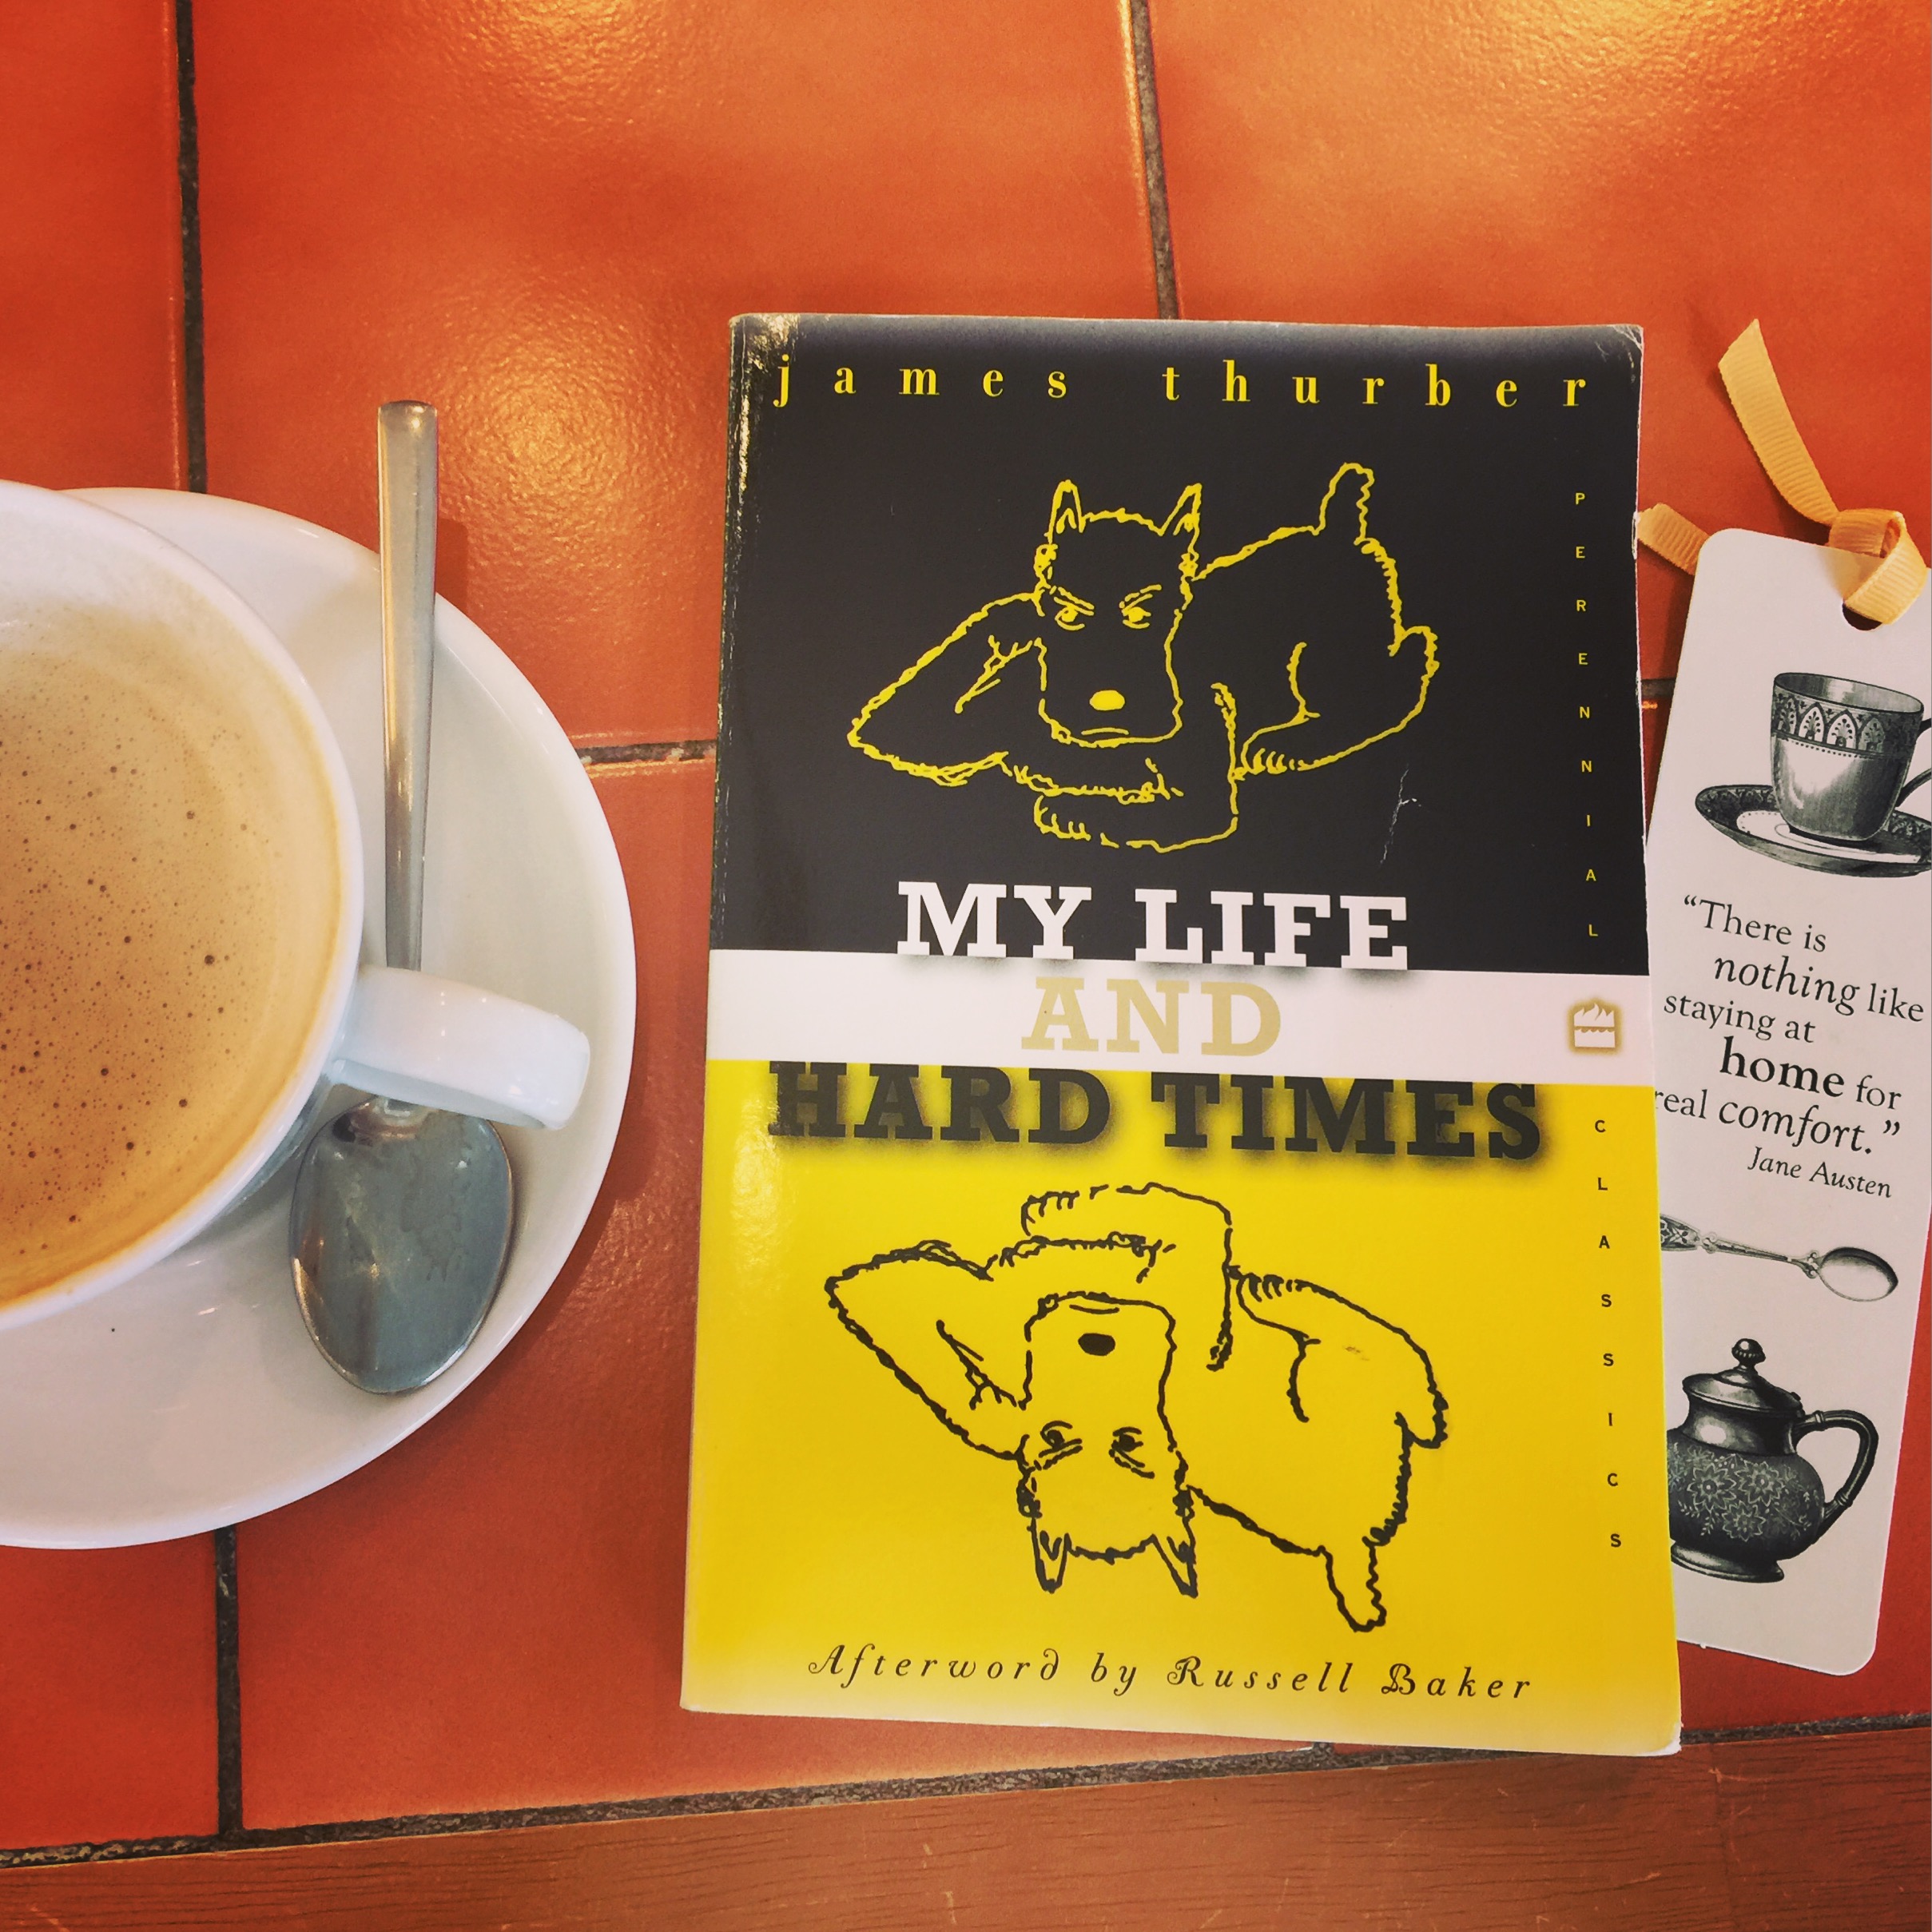 james thurber
PERENNIAL
MY LIFE
AND
HARD TIMES
CLASSICS
Afterword by Russell Baker
“There is
nothing like
staying at
home for
real comfort.”
Jane Austen